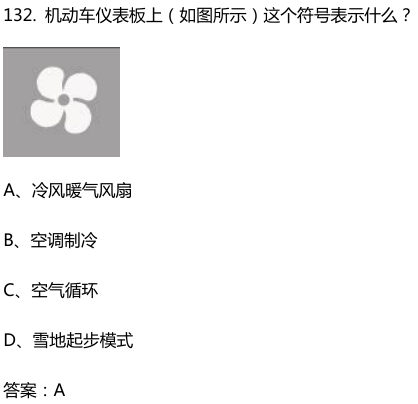 132. 机动车仪表板上（如图所示）这个符号表示什么？
A、冷风暖气风扇
B、空调制冷
C、空气循环
D、雪地起步模式
答案：A